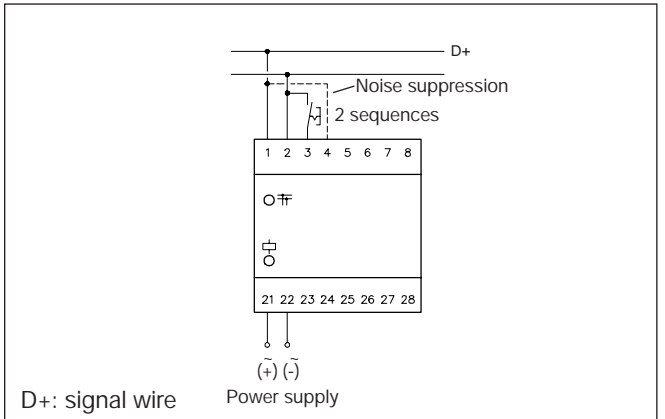 D+
Noise suppression
2 sequences
1 2 3 4 5 6 7 8
21 22 23 24 25 26 27 28
(~+) (~-)
D+: signal wire
Power supply